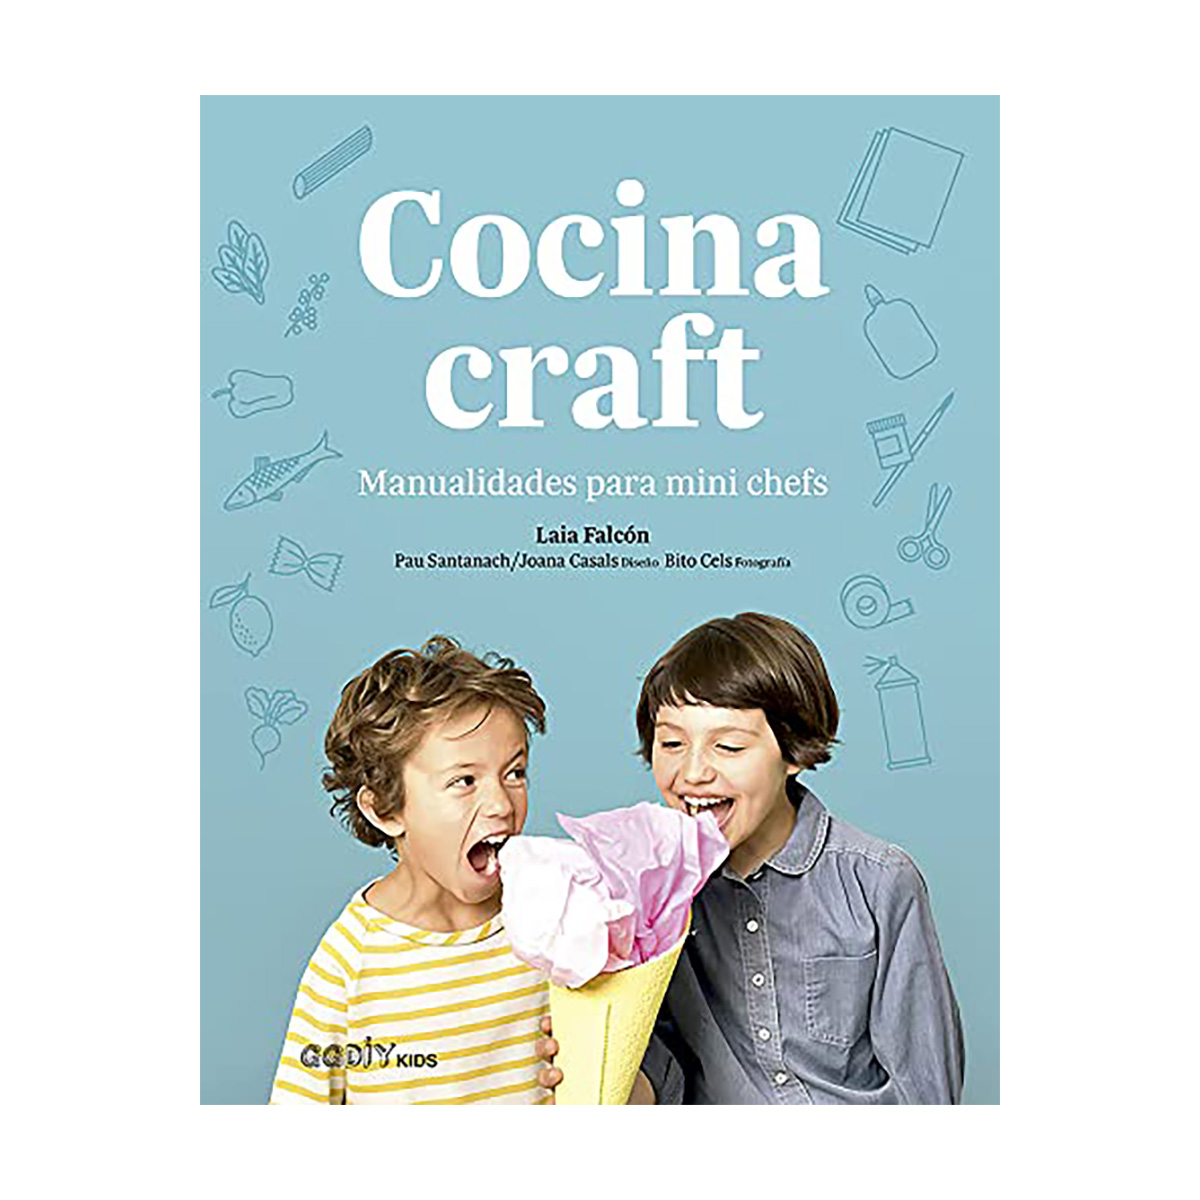 Cocina
craft
Manualidades para mini chefs
Laia Falcón
Pau Santanach/Joana Casals Diseño Bito Cels Fotografía
GGDIY KIDS